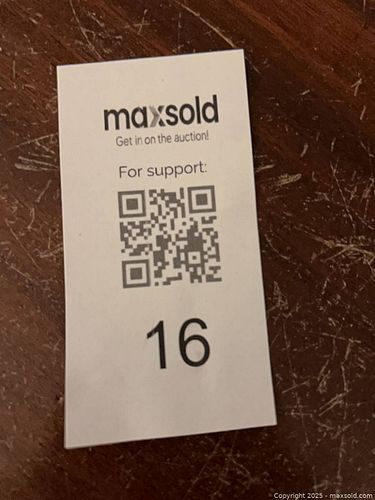 maxsold
Get in on the auction!
For support:
16
Copyright 2025 - maxsold.com